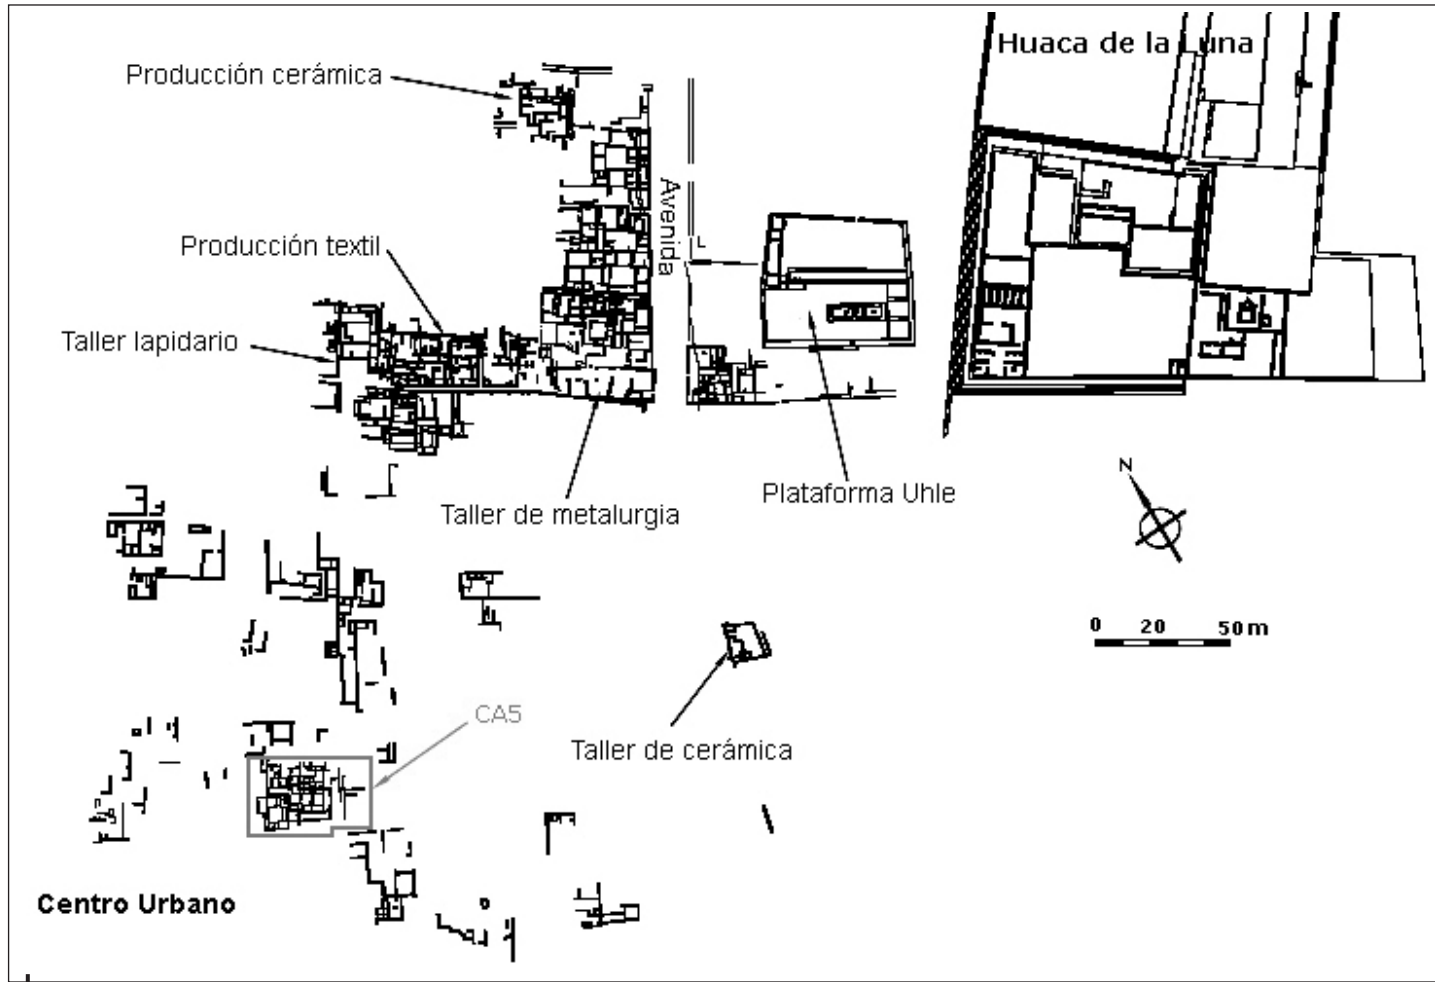 Huaca de la Luna
Producción cerámica
Avenida
Producción textil
Taller lapidario
N
Plataforma Uhle
Taller de metalurgia
0 20 50 m
CA5
Taller de cerámica
Centro Urbano